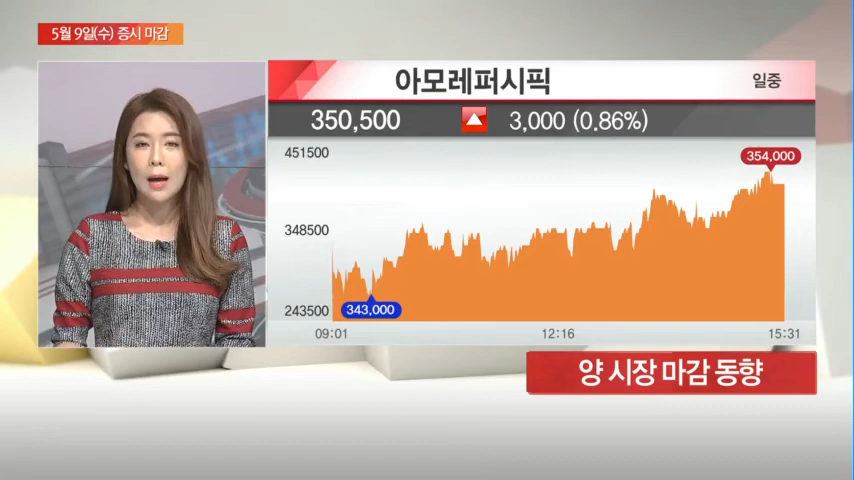 5월 9일(수) 증시 마감
아모레퍼시픽
일중
350,500 ▲ 3,000 (0.86%)
451500
354,000
348500
243500
343,000
09:01 12:16 15:31
양 시장 마감 동향